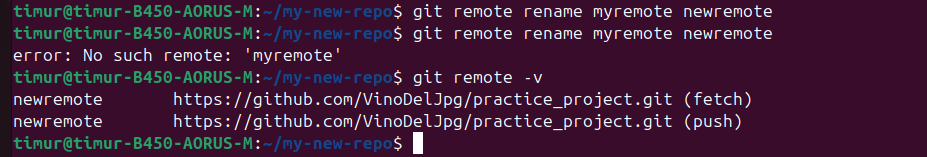 timur@timur-B450-AORUS-M:~/my-new-repo$ git remote rename myremote newremote
timur@timur-B450-AORUS-M:~/my-new-repo$ git remote rename myremote newremote
error: No such remote: 'myremote'
timur@timur-B450-AORUS-M:~/my-new-repo$ git remote -v
newremote	https://github.com/VinoDelJpg/practice_project.git (fetch)
newremote	https://github.com/VinoDelJpg/practice_project.git (push)
timur@timur-B450-AORUS-M:~/my-new-repo$